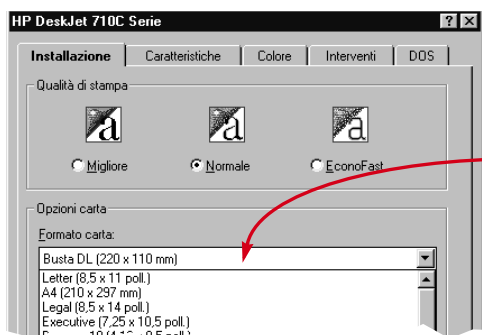 HP DeskJet 710C Serie
Installazione Caratteristiche Colore Interventi DOS
Qualità di stampa
Migliore Normale EconoFast
Opzioni carta
Formato carta:
Busta DL (220 x 110 mm)
Letter (8,5 x 11 poll.)
A4 (210 x 297 mm)
Legal (8,5 x 14 poll.)
Executive (7,25 x 10,5 poll.)